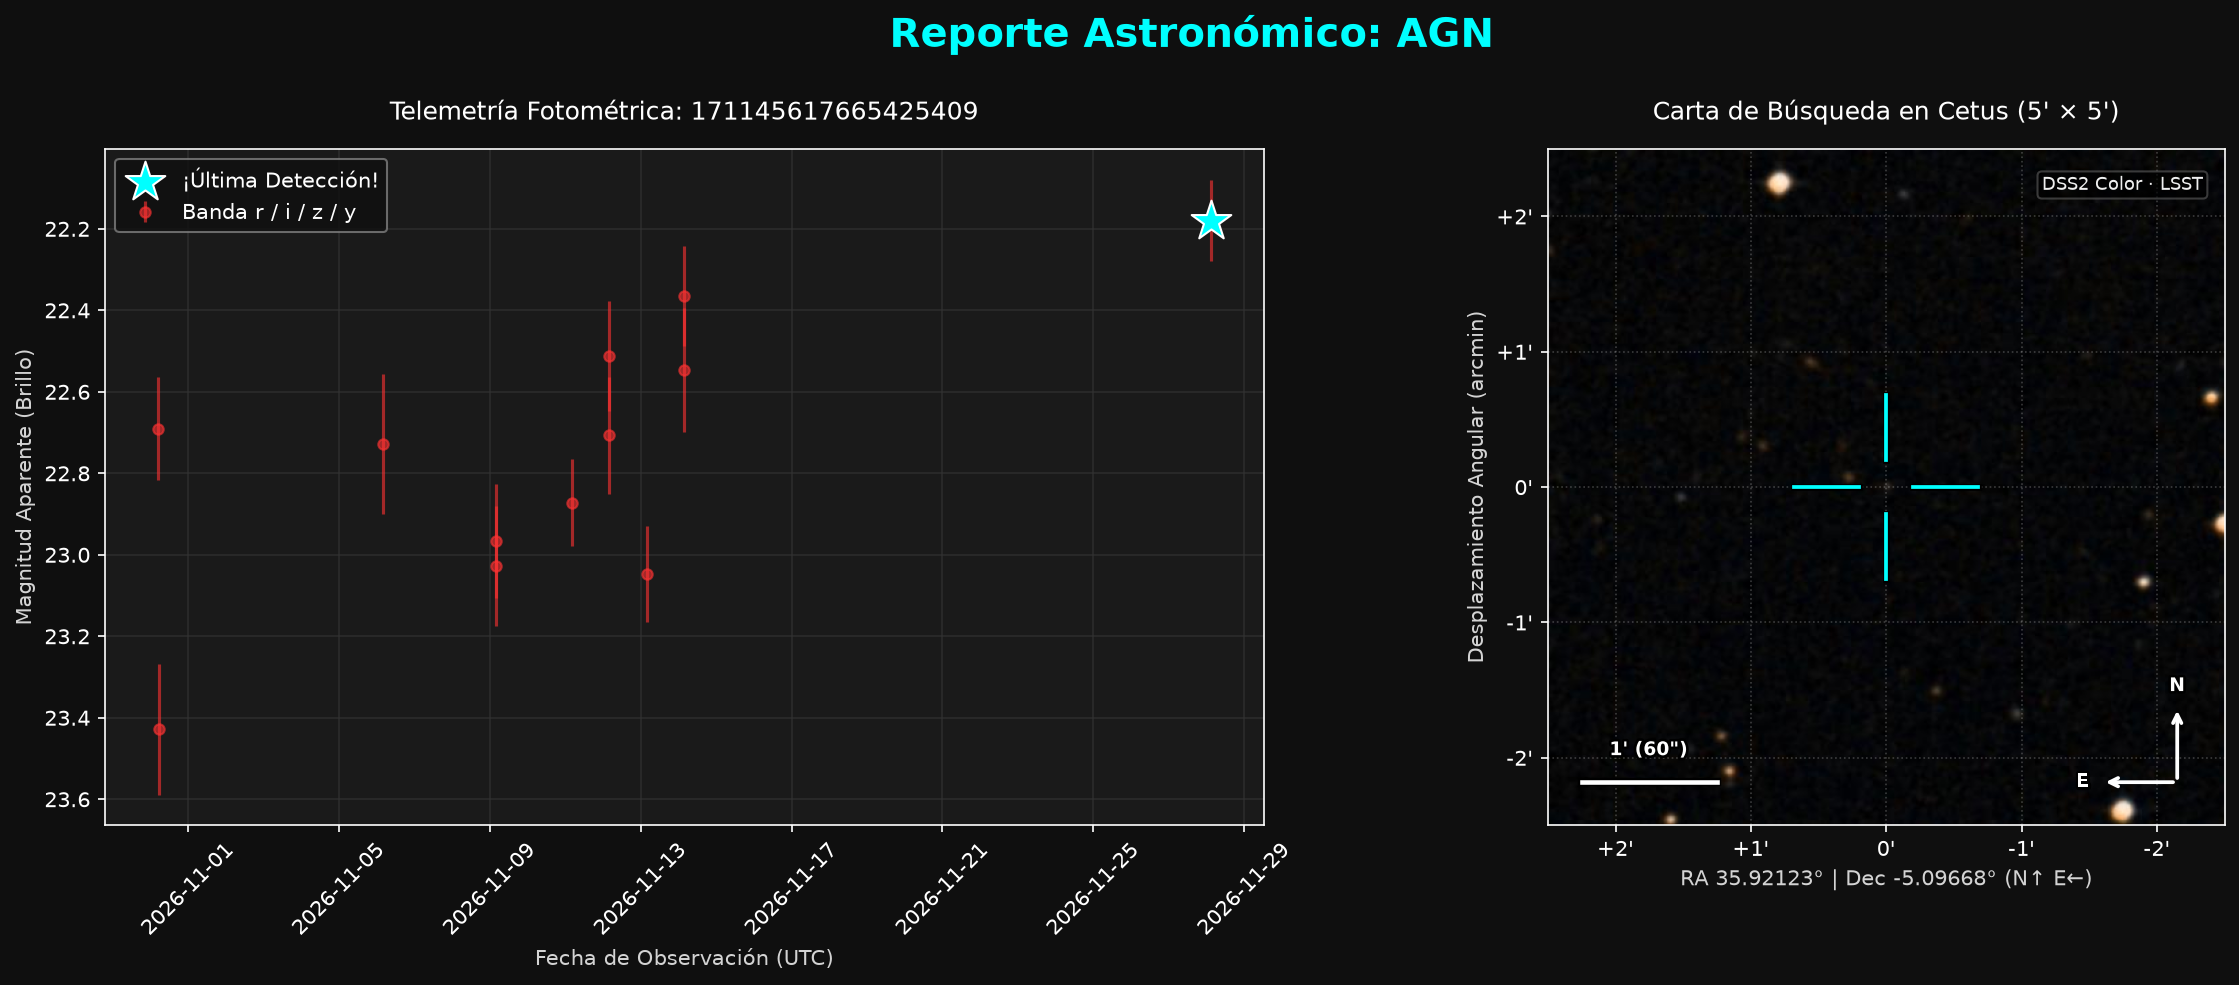 Reporte Astronómico: AGN
Telemetría Fotométrica: 171145617665425409
¡Última Detección!
Banda r / i / z / y
Magnitud Aparente (Brillo)
22.2
22.4
22.6
22.8
23.0
23.2
23.4
23.6
2026-11-01
2026-11-05
2026-11-09
2026-11-13
2026-11-17
2026-11-21
2026-11-25
2026-11-29
Fecha de Observación (UTC)
Carta de Búsqueda en Cetus (5' × 5')
DSS2 Color · LSST
Desplazamiento Angular (arcmin)
+2'
+1'
0'
-1'
-2'
N
E
1' (60")
+2'
+1'
0'
-1'
-2'
RA 35.92123° | Dec -5.09668° (N↑ E←)